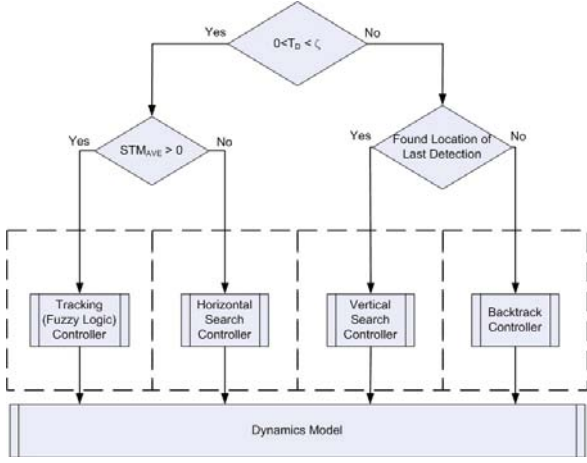 Yes
0<T_D < ζ
No
Yes
STM_AVE > 0
No
Yes
Found Location of
Last Detection
No
Tracking
(Fuzzy Logic)
Controller
Horizontal
Search
Controller
Vertical
Search
Controller
Backtrack
Controller
Dynamics Model